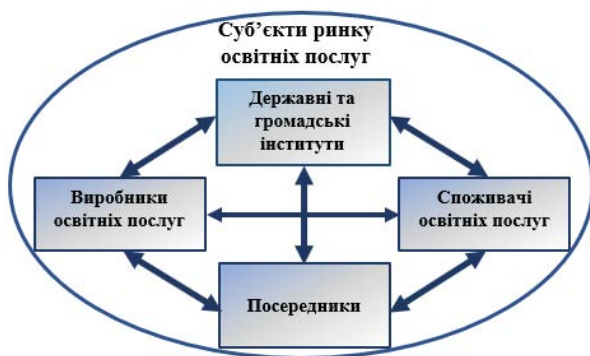 Суб’єкти ринку
освітніх послуг
Державні та
громадські
інститути
Виробники
освітніх послуг
Споживачі
освітніх послуг
Посередники